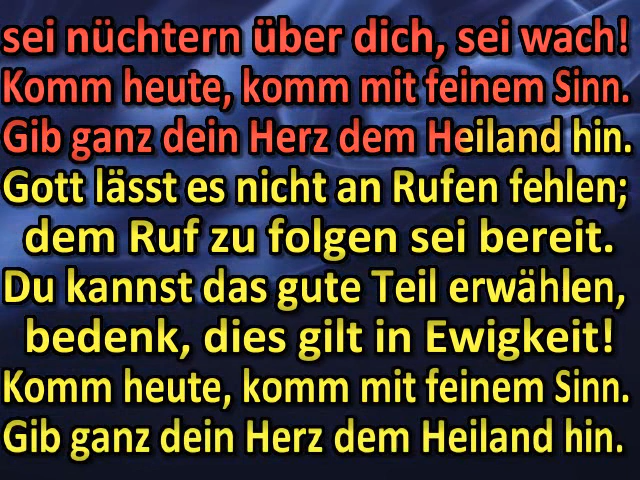 sei nüchtern über dich, sei wach!
Komm heute, komm mit feinem Sinn.
Gib ganz dein Herz dem Heiland hin.
Gott lässt es nicht an Rufen fehlen;
dem Ruf zu folgen sei bereit.
Du kannst das gute Teil erwählen,
bedenk, dies gilt in Ewigkeit!
Komm heute, komm mit feinem Sinn.
Gib ganz dein Herz dem Heiland hin.